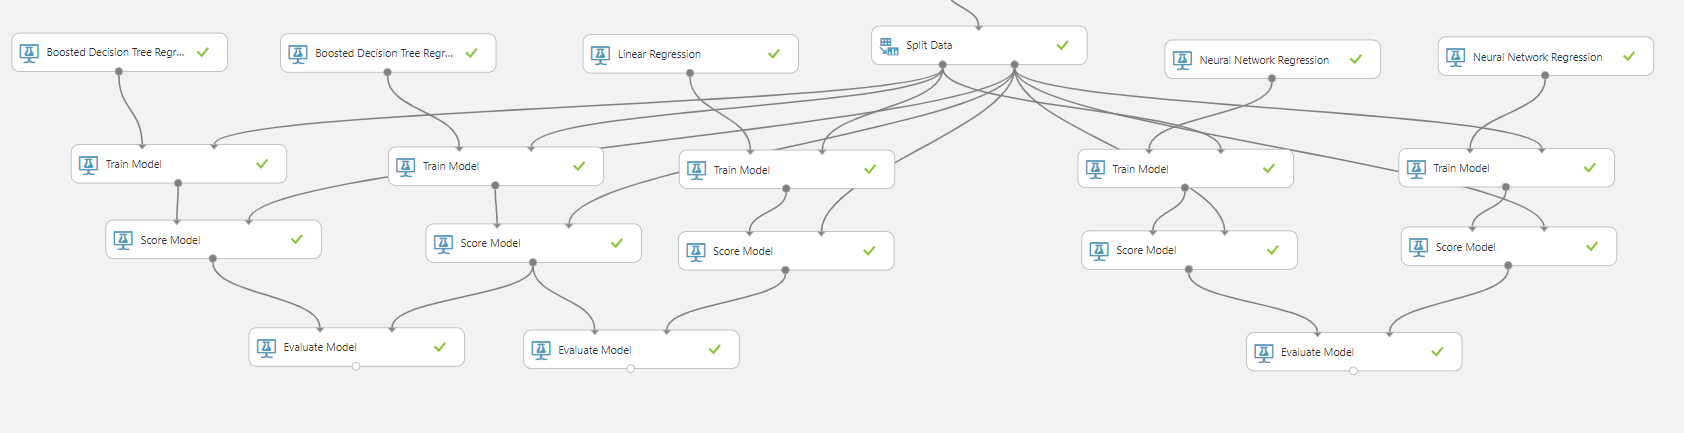 Boosted Decision Tree Regr...
Boosted Decision Tree Regr...
Linear Regression
Split Data
Neural Network Regression
Neural Network Regression
Train Model
Train Model
Train Model
Train Model
Train Model
Score Model
Score Model
Score Model
Score Model
Score Model
Evaluate Model
Evaluate Model
Evaluate Model